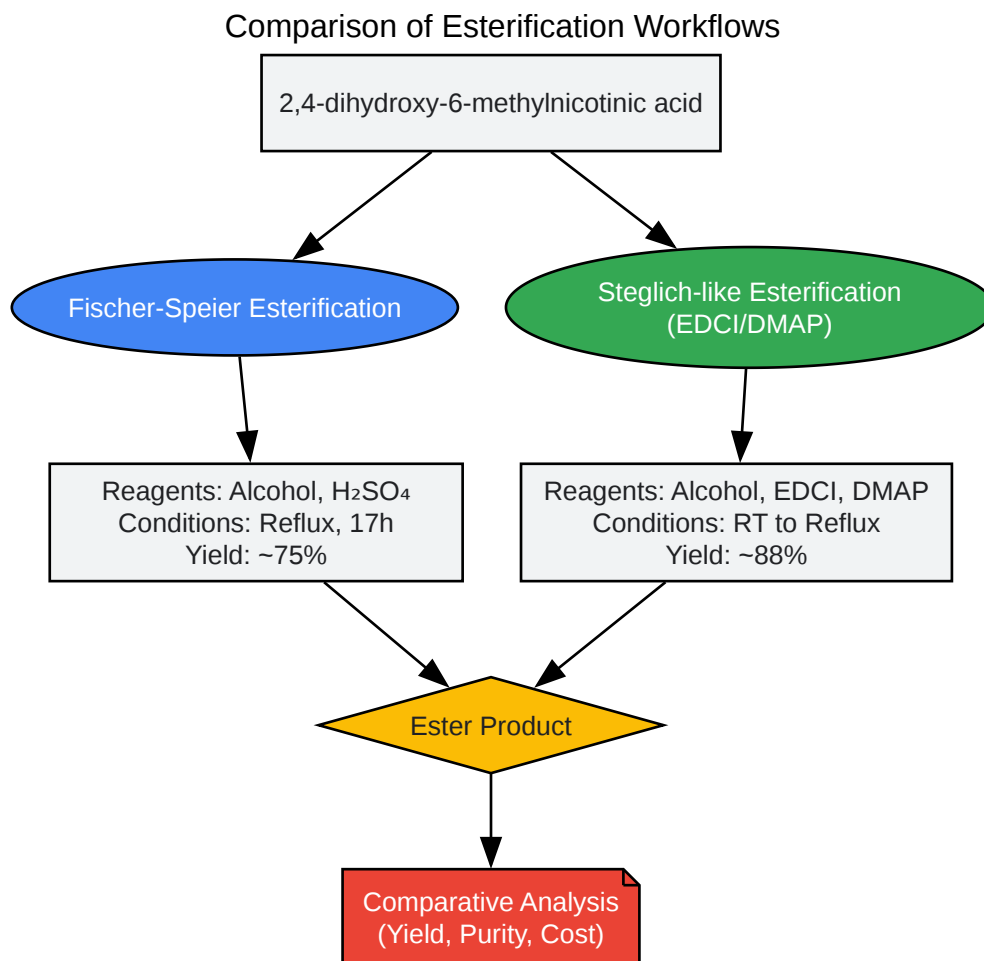 Comparison of Esterification Workflows
2,4-dihydroxy-6-methylnicotinic acid
Fischer-Speier Esterification
Steglich-like Esterification
(EDCI/DMAP)
Reagents: Alcohol, H₂SO₄
Conditions: Reflux, 17h
Yield: ~75%
Reagents: Alcohol, EDCI, DMAP
Conditions: RT to Reflux
Yield: ~88%
Ester Product
Comparative Analysis
(Yield, Purity, Cost)